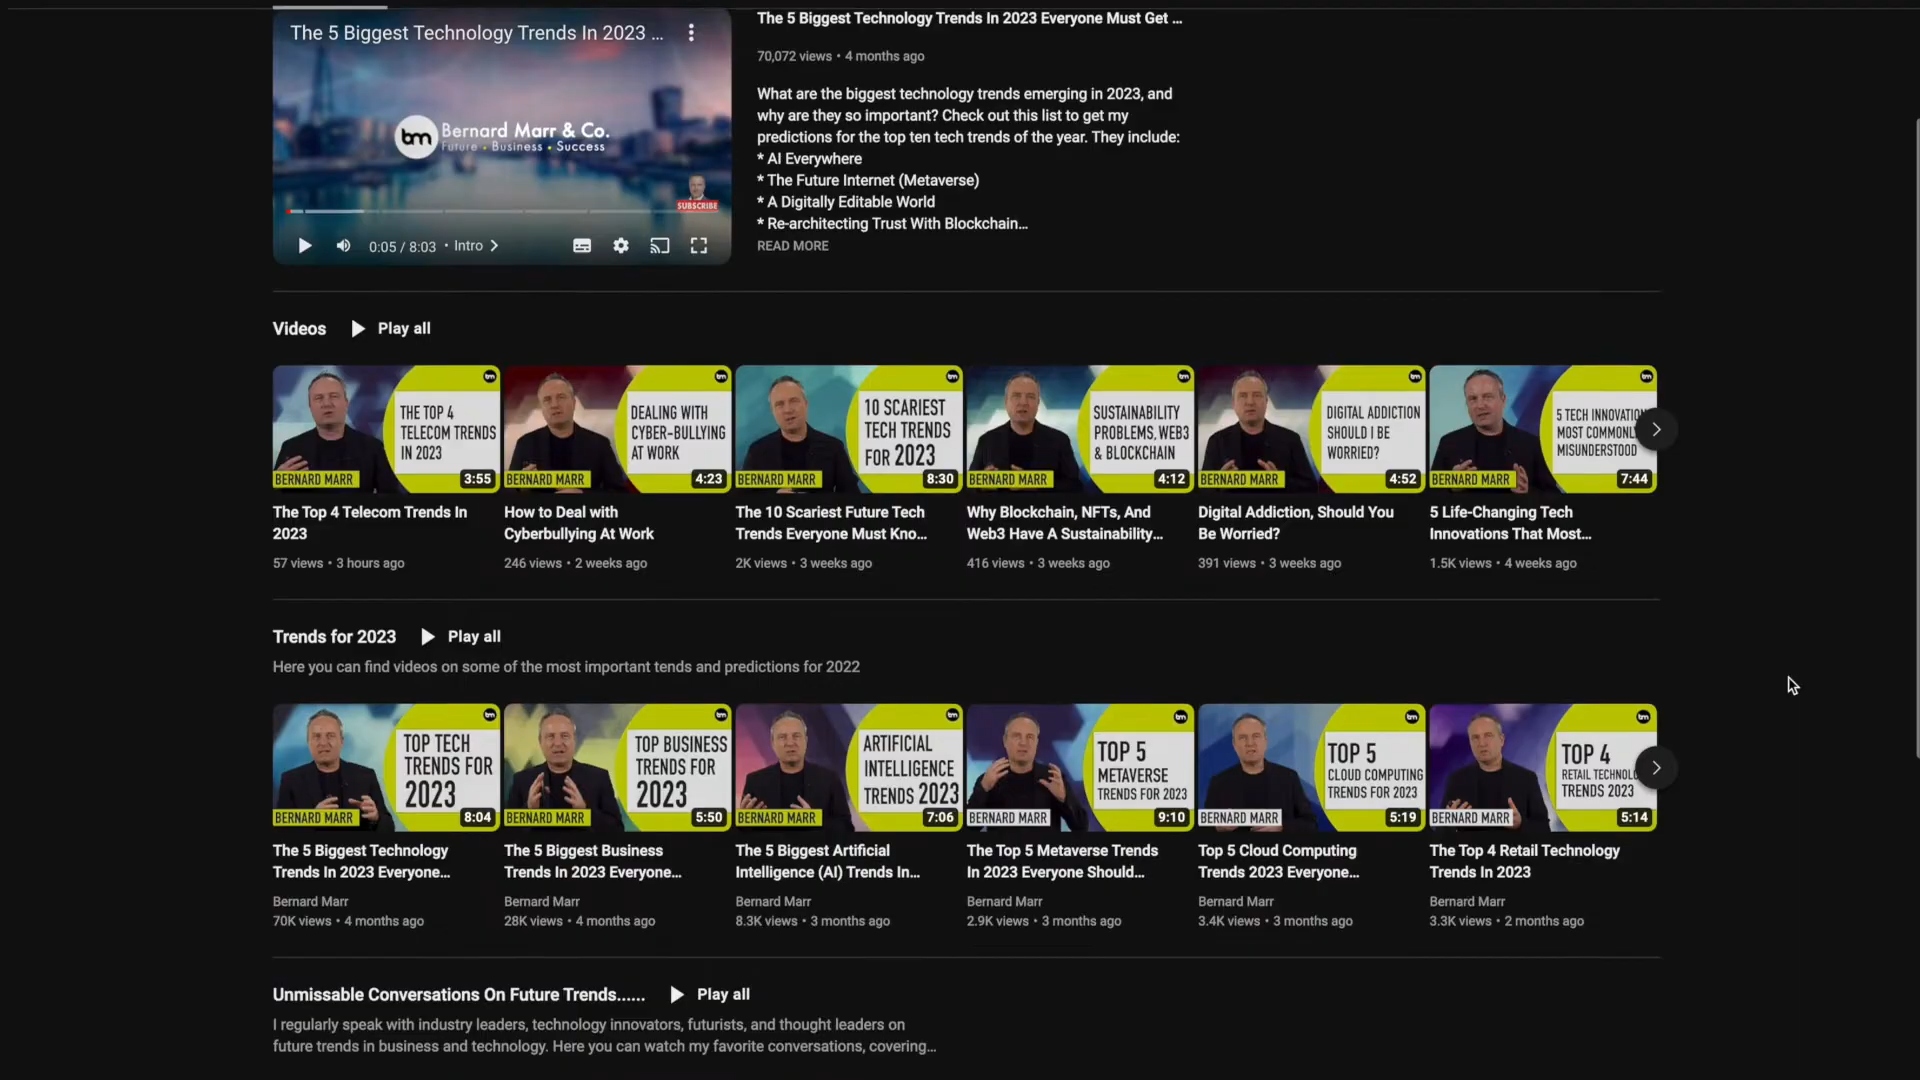 The 5 Biggest Technology Trends In 2023 ...
bm
Bernard Marr & Co.
Future • Business • Success
SUBSCRIBE
0:05 / 8:03 • Intro
The 5 Biggest Technology Trends In 2023 Everyone Must Get ...
70,072 views • 4 months ago
What are the biggest technology trends emerging in 2023, and
why are they so important? Check out this list to get my
predictions for the top ten tech trends of the year. They include:
* AI Everywhere
* The Future Internet (Metaverse)
* A Digitally Editable World
* Re-architecting Trust With Blockchain...
READ MORE
Videos
Play all
bm
THE TOP 4
TELECOM TRENDS
IN 2023
BERNARD MARR
3:55
The Top 4 Telecom Trends In
2023
57 views • 3 hours ago
bm
DEALING WITH
CYBER-BULLYING
AT WORK
BERNARD MARR
4:23
How to Deal with
Cyberbullying At Work
246 views • 2 weeks ago
bm
10 SCARIEST
TECH TRENDS
FOR 2023
BERNARD MARR
8:30
The 10 Scariest Future Tech
Trends Everyone Must Kno...
2K views • 3 weeks ago
bm
SUSTAINABILITY
PROBLEMS, WEB3
& BLOCKCHAIN
BERNARD MARR
4:12
Why Blockchain, NFTs, And
Web3 Have A Sustainability...
416 views • 3 weeks ago
bm
DIGITAL ADDICTION
SHOULD I BE
WORRIED?
BERNARD MARR
4:52
Digital Addiction, Should You
Be Worried?
391 views • 3 weeks ago
bm
5 TECH INNOVATION
MOST COMMONL
MISUNDERSTOOD
BERNARD MARR
7:44
5 Life-Changing Tech
Innovations That Most...
1.5K views • 4 weeks ago
Trends for 2023
Play all
Here you can find videos on some of the most important tends and predictions for 2022
bm
TOP TECH
TRENDS FOR
2023
BERNARD MARR
8:04
The 5 Biggest Technology
Trends In 2023 Everyone...
Bernard Marr
70K views • 4 months ago
bm
TOP BUSINESS
TRENDS FOR
2023
BERNARD MARR
5:50
The 5 Biggest Business
Trends In 2023 Everyone...
Bernard Marr
28K views • 4 months ago
bm
ARTIFICIAL
INTELLIGENCE
TRENDS 2023
BERNARD MARR
7:06
The 5 Biggest Artificial
Intelligence (AI) Trends In...
Bernard Marr
8.3K views • 3 months ago
bm
TOP 5
METAVERSE
TRENDS FOR 2023
BERNARD MARR
9:10
The Top 5 Metaverse Trends
In 2023 Everyone Should...
Bernard Marr
2.9K views • 3 months ago
bm
TOP 5
CLOUD COMPUTING
TRENDS FOR 2023
BERNARD MARR
5:19
Top 5 Cloud Computing
Trends 2023 Everyone...
Bernard Marr
3.4K views • 3 months ago
bm
TOP 4
RETAIL TECHNOL
TRENDS 2023
BERNARD MARR
5:14
The Top 4 Retail Technology
Trends In 2023
Bernard Marr
3.3K views • 2 months ago
Unmissable Conversations On Future Trends......
Play all
I regularly speak with industry leaders, technology innovators, futurists, and thought leaders on
future trends in business and technology. Here you can watch my favorite conversations, covering...